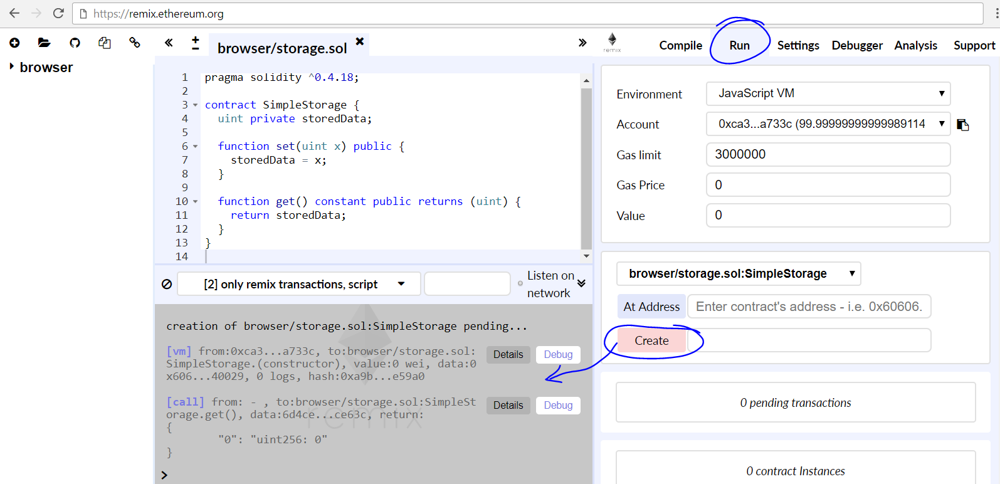 https://remix.ethereum.org
browser/storage.sol
remix
Compile Run Settings Debugger Analysis Support
browser
1 pragma solidity ^0.4.18;
2
3 contract SimpleStorage {
4 uint private storedData;
5
6 function set(uint x) public {
7 storedData = x;
8 }
9
10 function get() constant public returns (uint) {
11 return storedData;
12 }
13 }
14
[2] only remix transactions, script
Listen on
network
creation of browser/storage.sol:SimpleStorage pending...
[vm] from:0xca3...a733c, to:browser/storage.sol:
SimpleStorage.(constructor), value:0 wei, data:0
x606...40029, 0 logs, hash:0xa9b...e59a0
Details Debug
[call] from: - , to:browser/storage.sol:SimpleSt
orage.get(), data:6d4ce...ce63c, return:
{
"0": "uint256: 0"
}
Details Debug
remix
>
Environment JavaScript VM
Account 0xca3...a733c (99.99999999999989114
Gas limit 3000000
Gas Price 0
Value 0
browser/storage.sol:SimpleStorage
At Address Enter contract's address - i.e. 0x60606.
Create
0 pending transactions
0 contract Instances